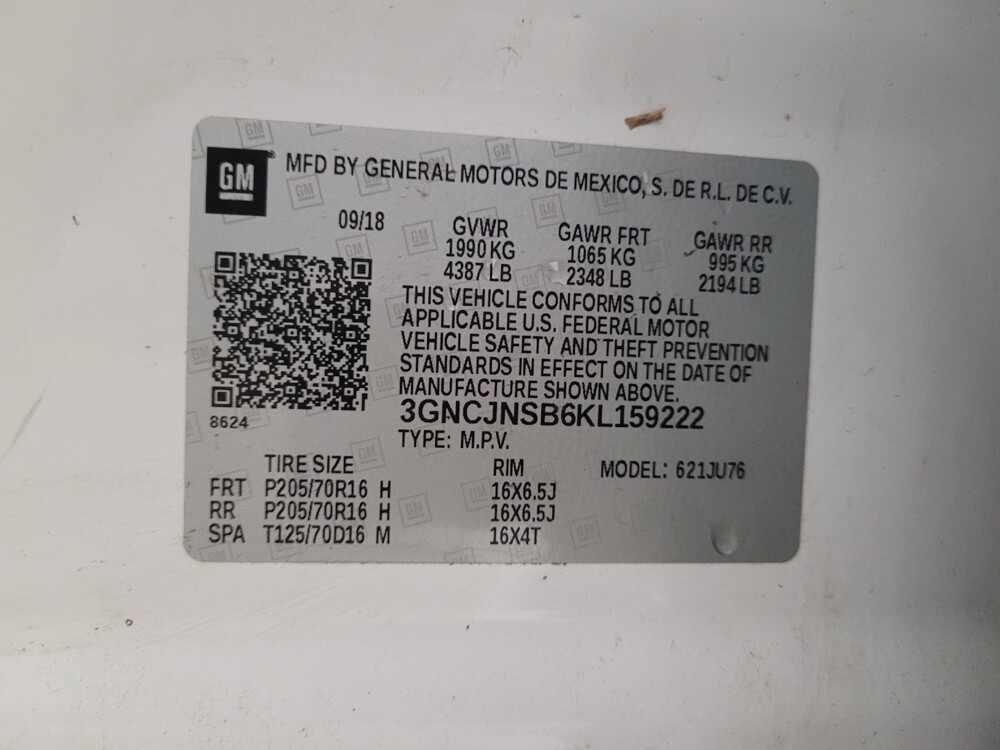 GM MFD BY GENERAL MOTORS DE MEXICO, S. DE R.L. DE C.V.
09/18 GVWR GAWR FRT GAWR RR
1990 KG 1065 KG 995 KG
4387 LB 2348 LB 2194 LB
THIS VEHICLE CONFORMS TO ALL
APPLICABLE U.S. FEDERAL MOTOR
VEHICLE SAFETY AND THEFT PREVENTION
STANDARDS IN EFFECT ON THE DATE OF
MANUFACTURE SHOWN ABOVE.
3GNCJNSB6KL159222
8624
TYPE: M.P.V.
TIRE SIZE RIM MODEL: 621JU76
FRT P205/70R16 H 16X6.5J
RR P205/70R16 H 16X6.5J
SPA T125/70D16 M 16X4T